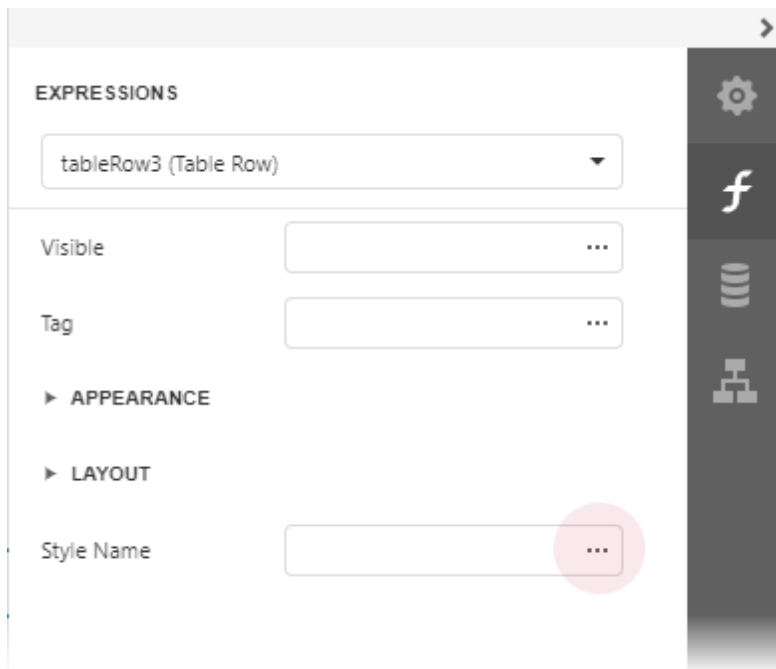 EXPRESSIONS
tableRow3 (Table Row)
Visible
Tag
APPEARANCE
LAYOUT
Style Name